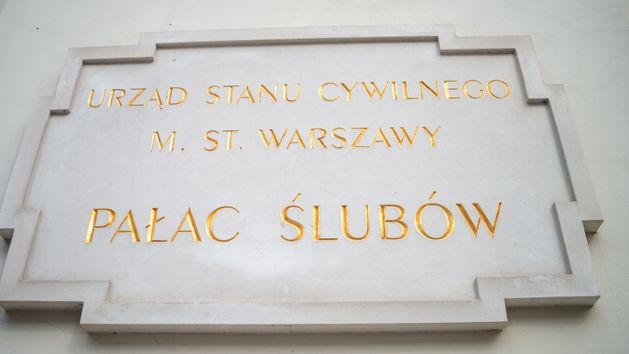 URZĄD STANU CYWILNEGO
M. ST. WARSZAWY
PAŁAC ŚLUBÓW